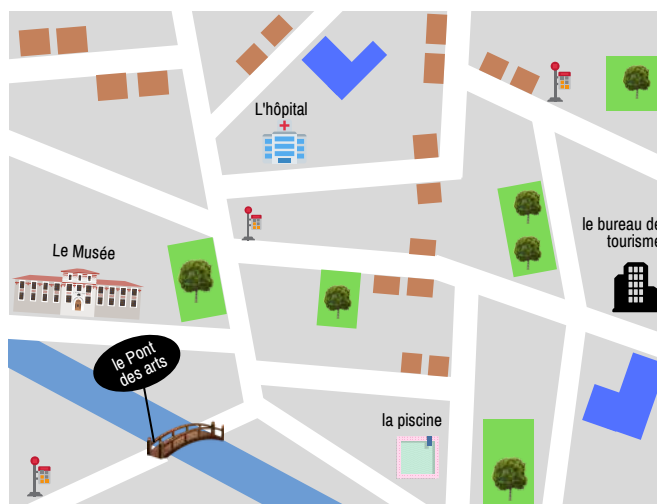 L'hôpital
le bureau de
tourisme
Le Musée
le Pont
des arts
la piscine